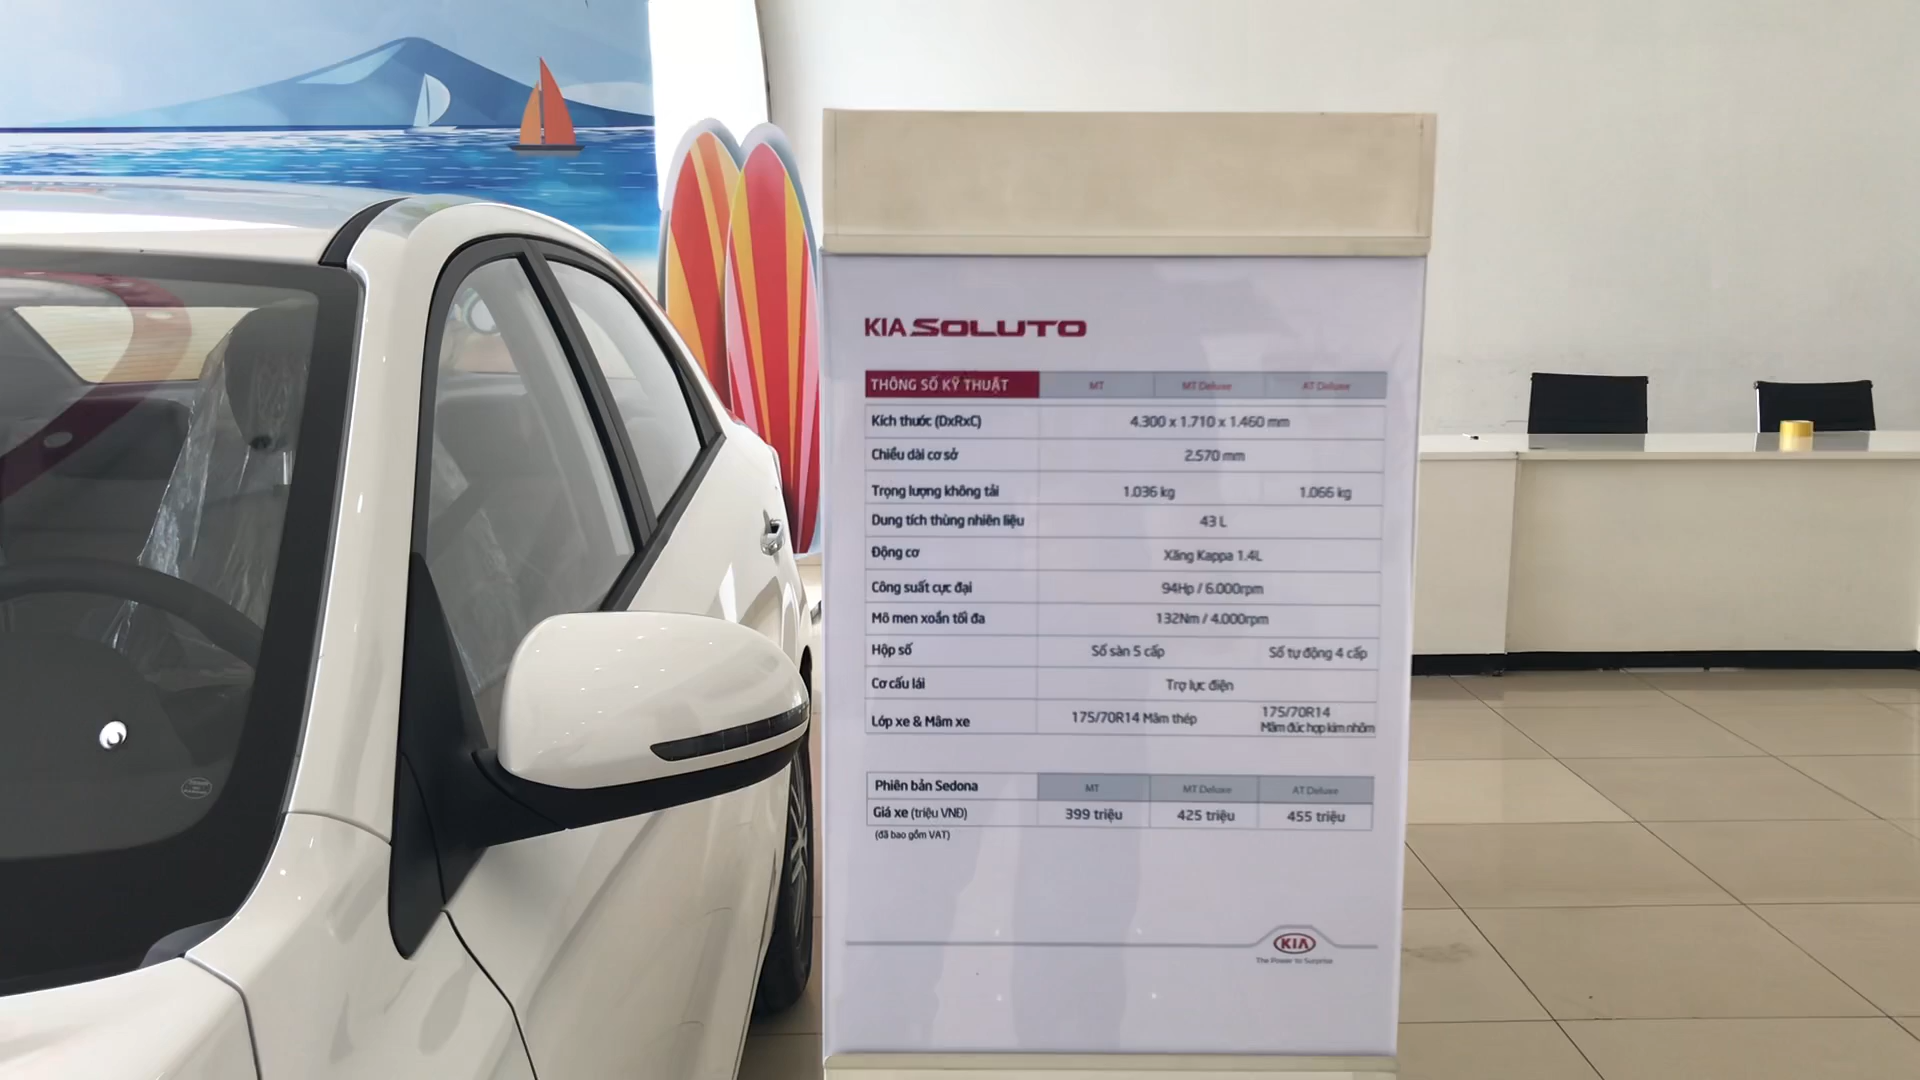 KIA SOLUTO
THÔNG SỐ KỸ THUẬT MT MT Deluxe AT Deluxe
Kích thước (DxRxC) 4.300 x 1.710 x 1.460 mm
Chiều dài cơ sở 2.570 mm
Trọng lượng không tải 1.036 kg 1.066 kg
Dung tích thùng nhiên liệu 43 L
Động cơ Xăng Kappa 1.4L
Công suất cực đại 94Hp / 6.000rpm
Mô men xoắn tối đa 132Nm / 4.000rpm
Hộp số Số sàn 5 cấp Số tự động 4 cấp
Cơ cấu lái Trợ lực điện
Lốp xe & Mâm xe 175/70R14 Mâm thép 175/70R14
Mâm đúc hợp kim nhôm
Phiên bản Sedona MT MT Deluxe AT Deluxe
Giá xe (triệu VNĐ) 399 triệu 425 triệu 455 triệu
(đã bao gồm VAT)
KIA
The Power to Surprise